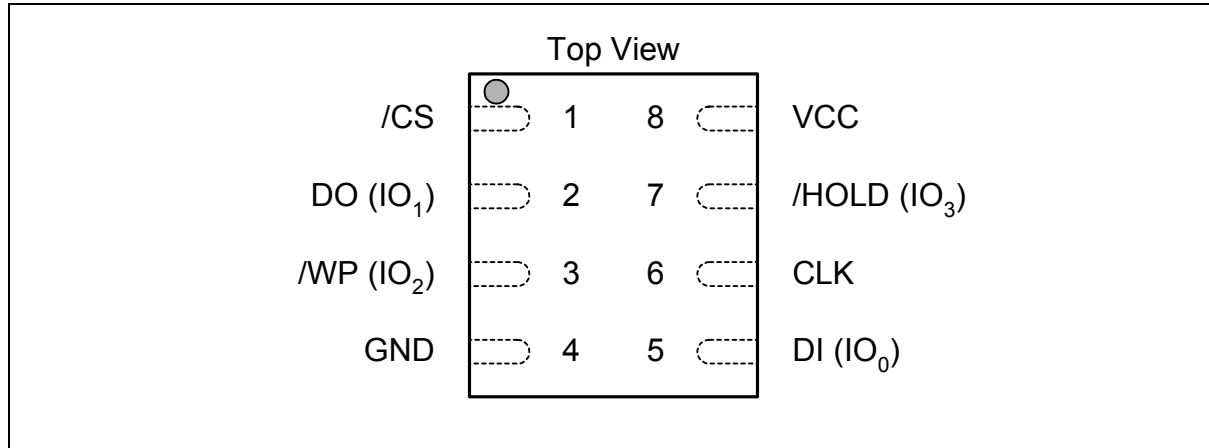 Top View
/CS 1 8 VCC
DO (IO₁) 2 7 /HOLD (IO₃)
/WP (IO₂) 3 6 CLK
GND 4 5 DI (IO₀)